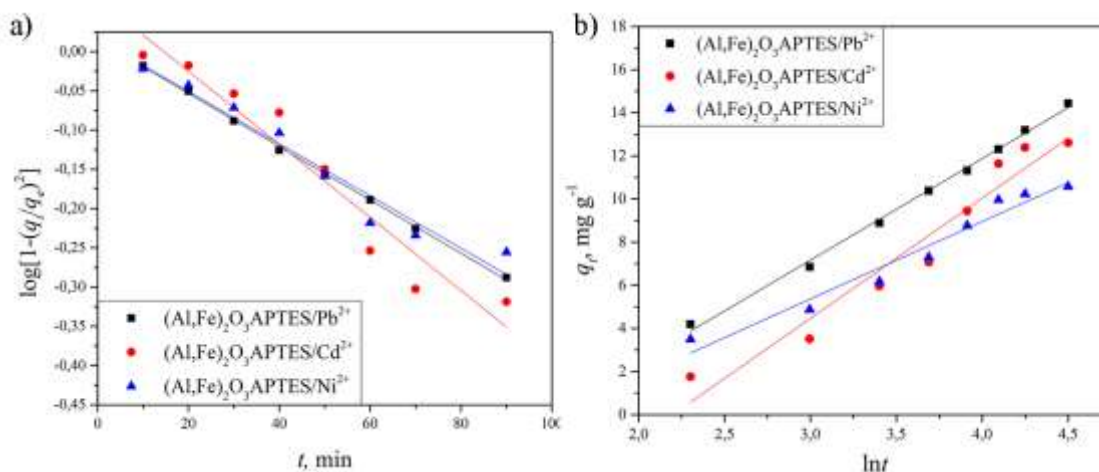 a)
0,00
-0,05
-0,10
-0,15
-0,20
-0,25
-0,30
-0,35
-0,40
-0,45
log[1-(q/qₑ)²]
(Al,Fe)₂O₃APTES/Pb²⁺
(Al,Fe)₂O₃APTES/Cd²⁺
(Al,Fe)₂O₃APTES/Ni²⁺
0 20 40 60 80 100
t, min
b)
18
16
14
12
10
8
6
4
2
0
qₜ, mg g⁻¹
(Al,Fe)₂O₃APTES/Pb²⁺
(Al,Fe)₂O₃APTES/Cd²⁺
(Al,Fe)₂O₃APTES/Ni²⁺
2,0 2,5 3,0 3,5 4,0 4,5
lnt